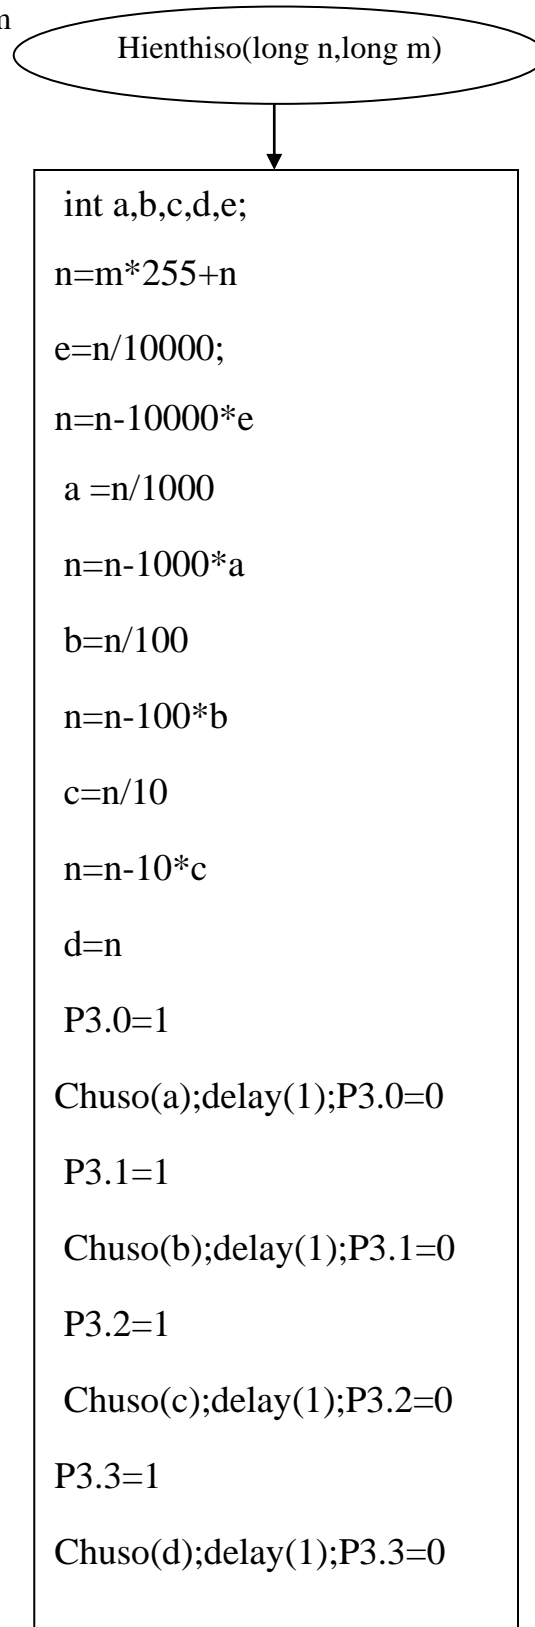 Hienthiso(long n,long m)
int a,b,c,d,e;
n=m*255+n
e=n/10000;
n=n-10000*e
a =n/1000
n=n-1000*a
b=n/100
n=n-100*b
c=n/10
n=n-10*c
d=n
P3.0=1
Chuso(a);delay(1);P3.0=0
P3.1=1
Chuso(b);delay(1);P3.1=0
P3.2=1
Chuso(c);delay(1);P3.2=0
P3.3=1
Chuso(d);delay(1);P3.3=0